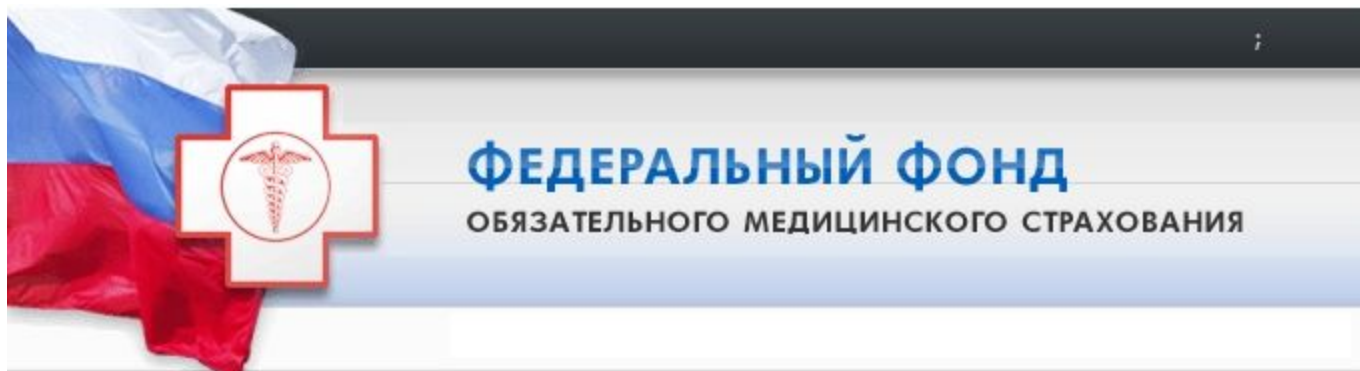 ;
ФЕДЕРАЛЬНЫЙ ФОНД
ОБЯЗАТЕЛЬНОГО МЕДИЦИНСКОГО СТРАХОВАНИЯ